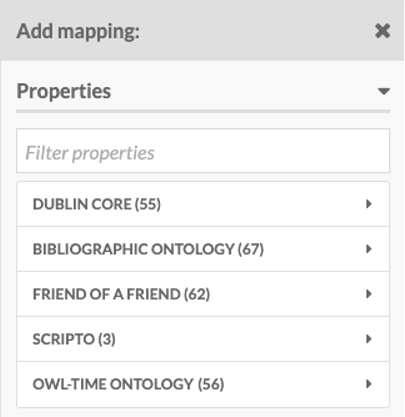 Add mapping:
Properties
Filter properties
DUBLIN CORE (55)
BIBLIOGRAPHIC ONTOLOGY (67)
FRIEND OF A FRIEND (62)
SCRIPTO (3)
OWL-TIME ONTOLOGY (56)